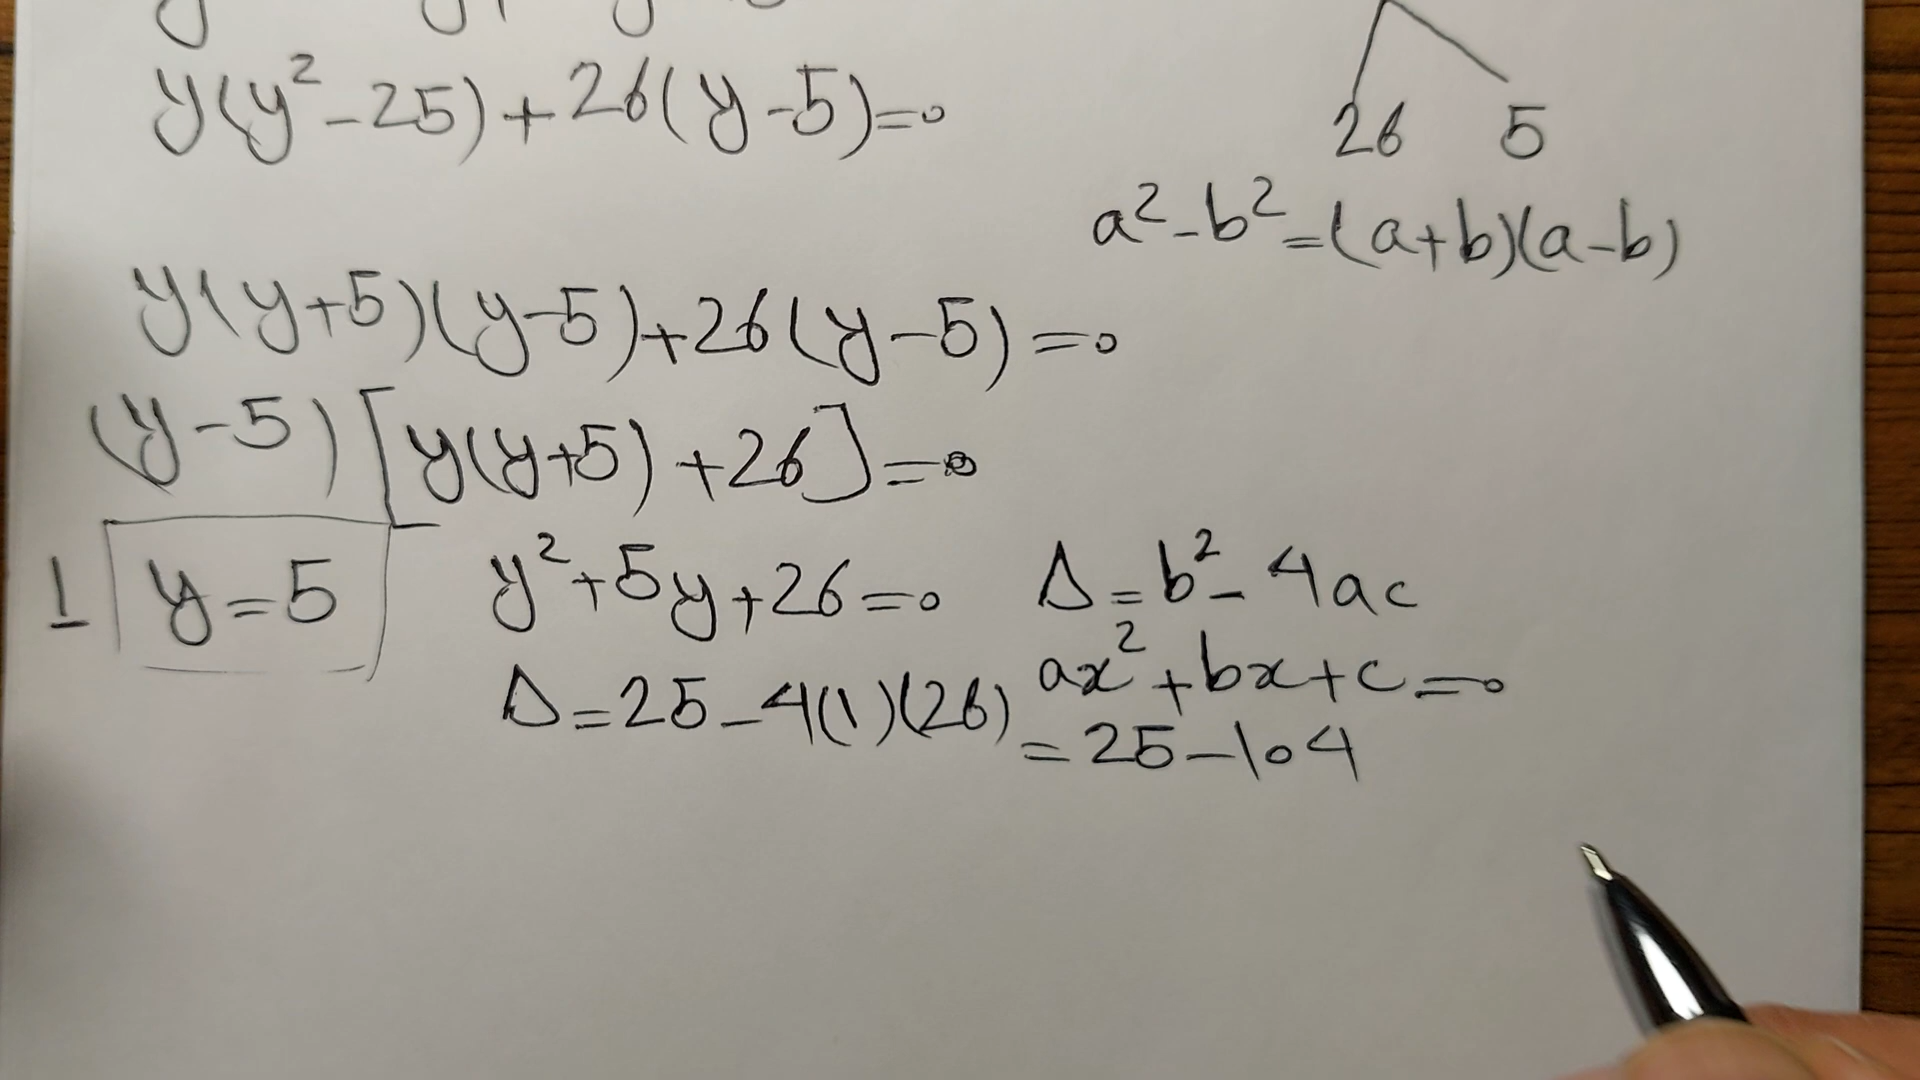 y(y²-25)+26(y-5)=0
26 5
a²-b²=(a+b)(a-b)
y(y+5)(y-5)+26(y-5)=0
(y-5)[y(y+5)+26]=0
1 y=5 y²+5y+26=0 Δ=b²-4ac
ax²+bx+c=0
Δ=25-4(1)(26)
=25-104